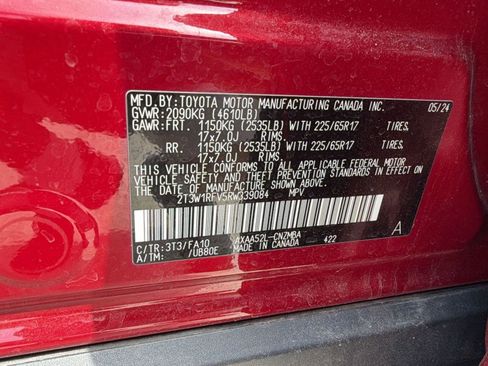 MFD.BY:TOYOTA MOTOR MANUFACTURING CANADA INC. 05/24
GVWR: 2090KG (4610LB)
GAWR: FRT. 1150KG (2535LB) WITH 225/65R17 TIRES.
17x7.0J RIMS.
RR. 1150KG (2535LB) WITH 225/65R17 TIRES.
17x7.0J RIMS.
THIS VEHICLE CONFORMS TO ALL APPLICABLE FEDERAL MOTOR
VEHICLE SAFETY STANDARDS IN EFFECT ON THE
DATE OF MANUFACTURE SHOWN ABOVE.
2T3W1RFV5RW339084 MPV
C/TR: 3T3/FA10 AXAA52L-CNZMBA A
A/TM: /UB80E MADE IN CANADA 422